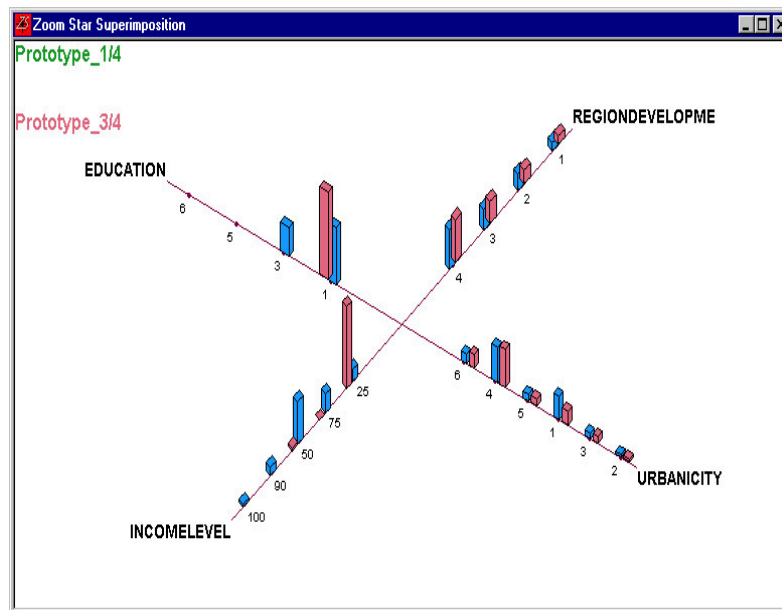 Zoom Star Superimposition
Prototype_1/4
Prototype_3/4
REGIONDEVELOPME
1
2
3
4
EDUCATION
6
5
3
1
25
75
50
90
100
INCOMELEVEL
6
4
5
1
3
2
URBANICITY